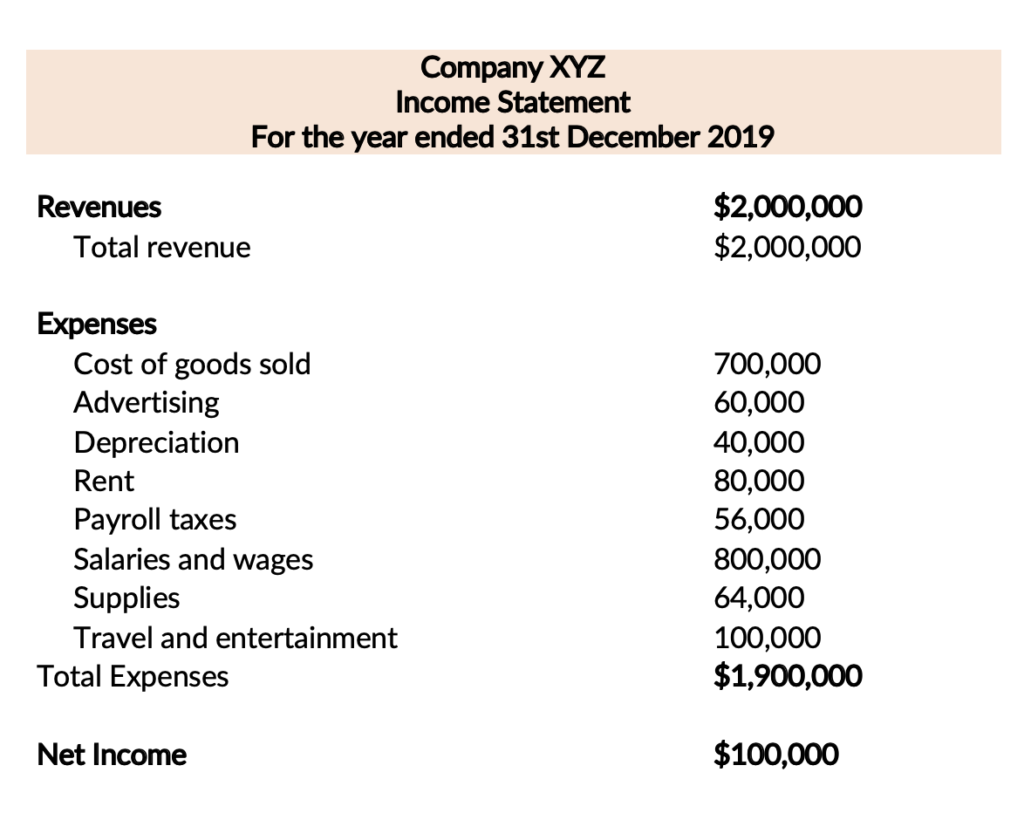 Company XYZ
Income Statement
For the year ended 31st December 2019
Revenues $2,000,000
Total revenue $2,000,000
Expenses
Cost of goods sold 700,000
Advertising 60,000
Depreciation 40,000
Rent 80,000
Payroll taxes 56,000
Salaries and wages 800,000
Supplies 64,000
Travel and entertainment 100,000
Total Expenses $1,900,000
Net Income $100,000